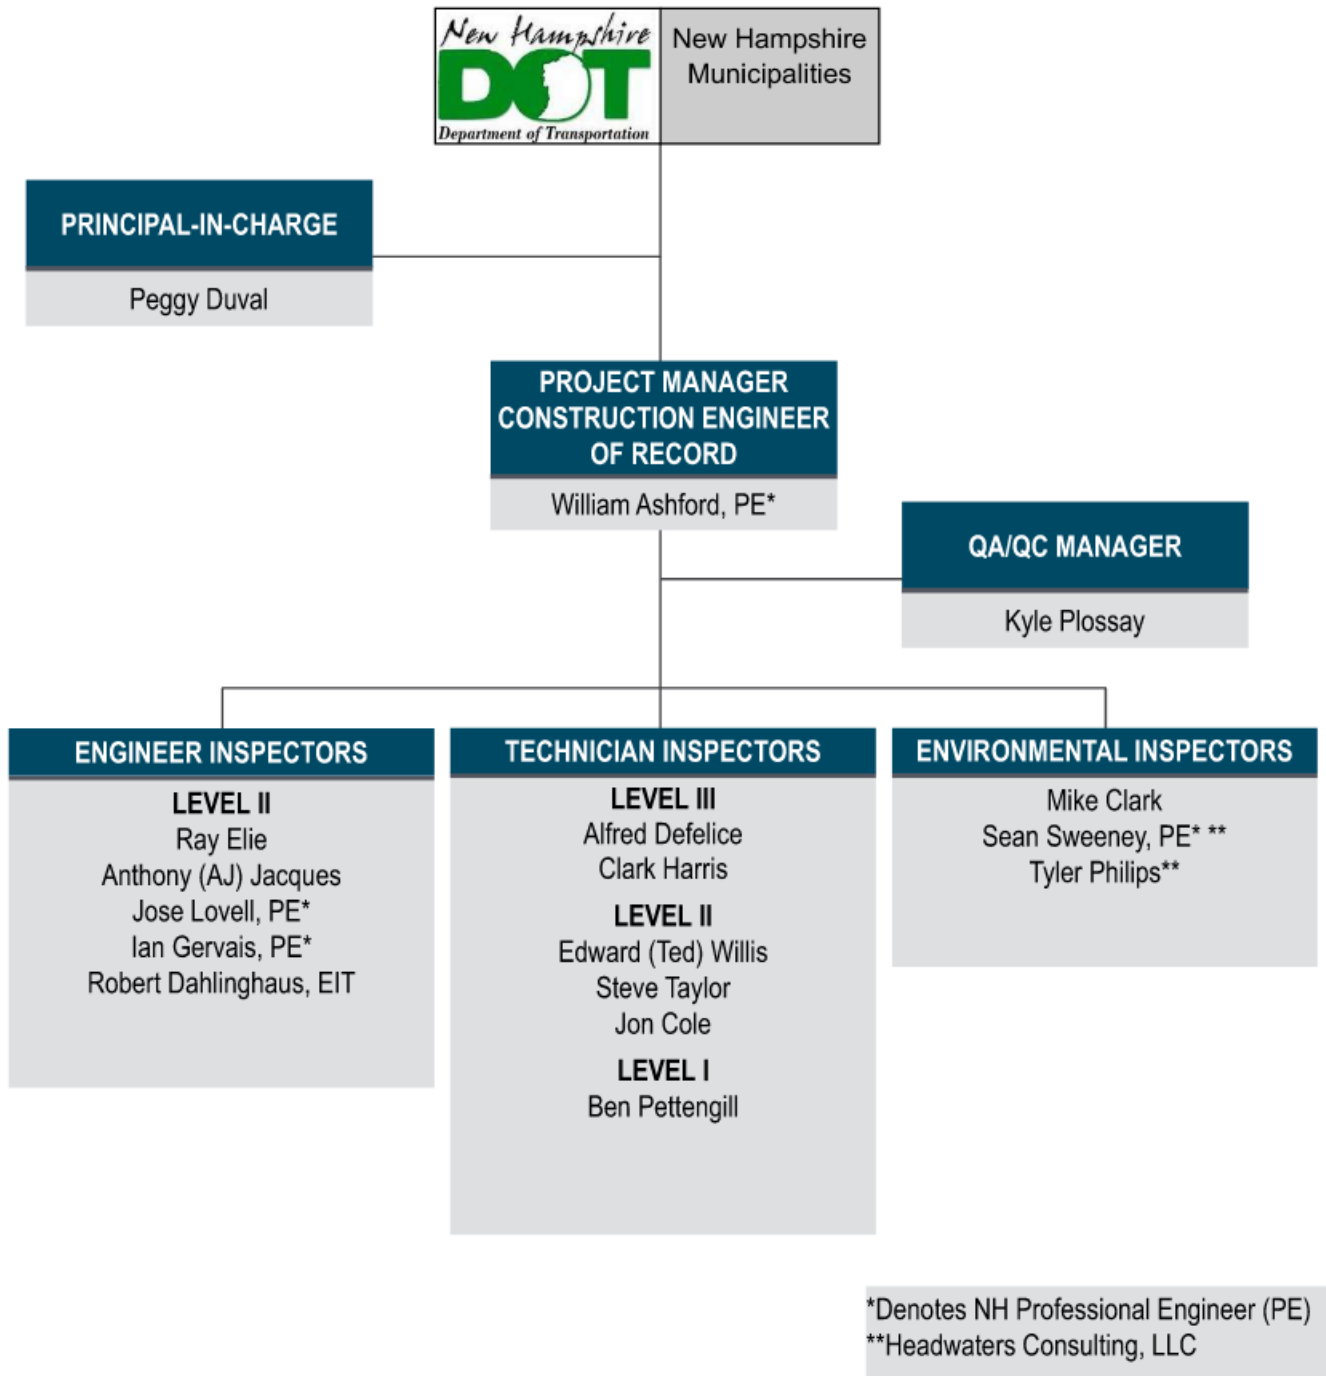 New Hampshire
DOT
Department of Transportation
New Hampshire
Municipalities
PRINCIPAL-IN-CHARGE
Peggy Duval
PROJECT MANAGER
CONSTRUCTION ENGINEER
OF RECORD
William Ashford, PE*
QA/QC MANAGER
Kyle Plossay
ENGINEER INSPECTORS
LEVEL II
Ray Elie
Anthony (AJ) Jacques
Jose Lovell, PE*
Ian Gervais, PE*
Robert Dahlinghaus, EIT
TECHNICIAN INSPECTORS
LEVEL III
Alfred Defelice
Clark Harris
LEVEL II
Edward (Ted) Willis
Steve Taylor
Jon Cole
LEVEL I
Ben Pettengill
ENVIRONMENTAL INSPECTORS
Mike Clark
Sean Sweeney, PE* **
Tyler Philips**
*Denotes NH Professional Engineer (PE)
**Headwaters Consulting, LLC